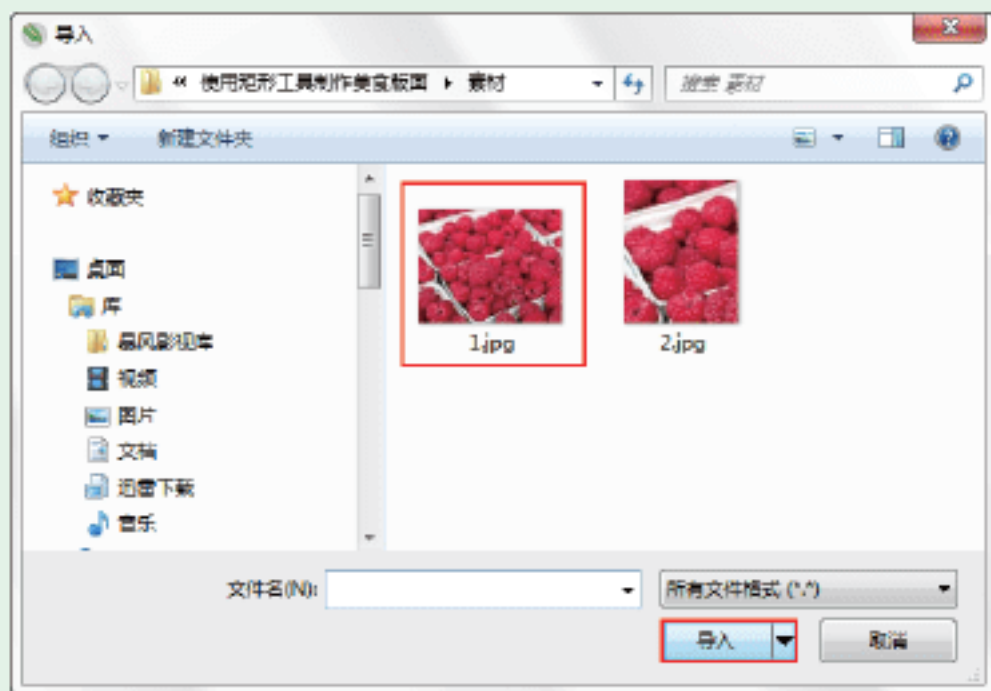 导入
« 使用矩形工具制作美食版面 ▸ 素材
搜索 素材
组织
新建文件夹
收藏夹
桌面
库
暴风影视库
视频
图片
文档
迅雷下载
音乐
1.jpg
2.jpg
文件名(N):
所有文件格式 (*.*)
导入
取消